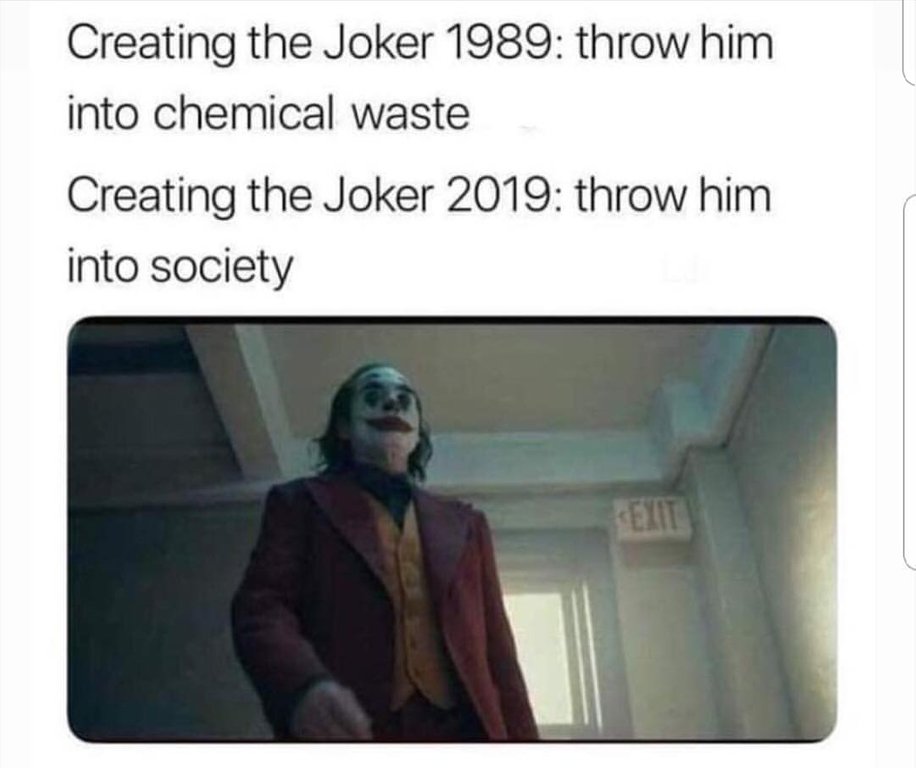 Creating the Joker 1989: throw him
into chemical waste
Creating the Joker 2019: throw him
into society
EXIT